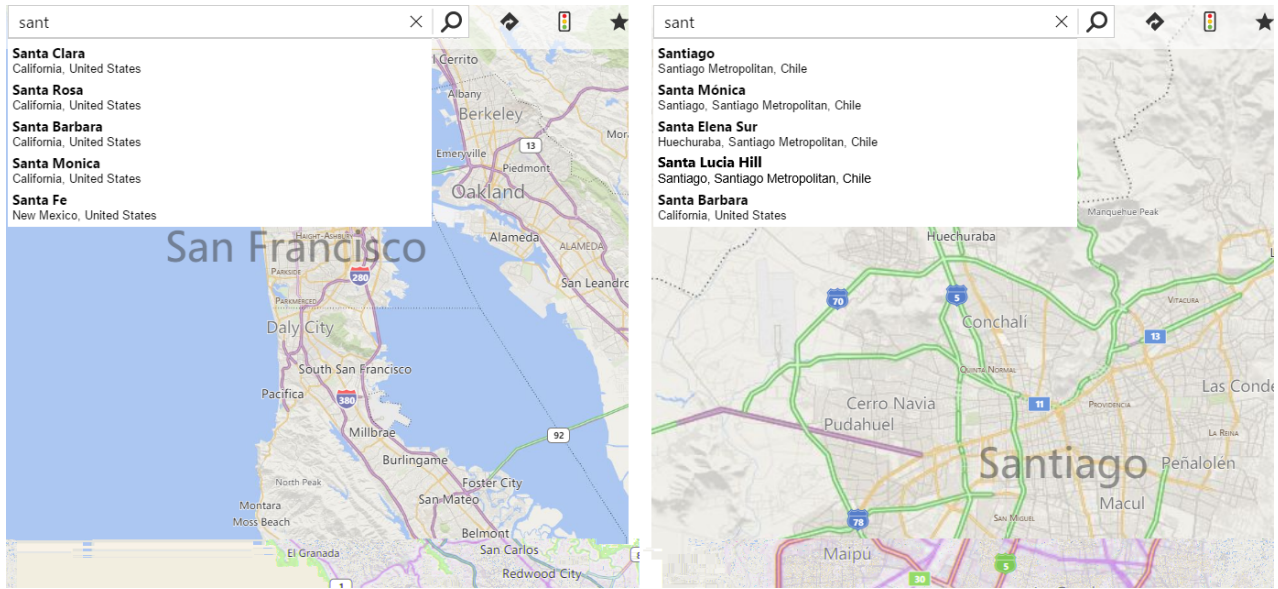 sant
Santa Clara
California, United States
Santa Rosa
California, United States
Santa Barbara
California, United States
Santa Monica
California, United States
Santa Fe
New Mexico, United States
l Cerrito
Albany
Berkeley
Mor
13
Emeryville
Piedmont
Oakland
HAIGHT-ASHBURY
Alameda
ALAMEDA
San Francisco
PARKSIDE
280
San Leandro
PARKMERCED
Daly City
South San Francisco
Pacifica
380
Millbrae
92
Burlingame
North Peak
Foster City
San Mateo
Montara
Moss Beach
Belmont
El Granada
San Carlos
Redwood City
1
sant
Santiago
Santiago Metropolitan, Chile
Santa Mónica
Santiago, Santiago Metropolitan, Chile
Santa Elena Sur
Huechuraba, Santiago Metropolitan, Chile
Santa Lucia Hill
Santiago, Santiago Metropolitan, Chile
Santa Barbara
California, United States
Manquehue Peak
Huechuraba
70
5
VITACURA
Conchalí
13
QUINTA NORMAL
Las Conde
Cerro Navia
11
PROVIDENCIA
Pudahuel
LA REINA
Santiago
Peñalolén
Macul
78
SAN MIGUEL
Maipu
5
30